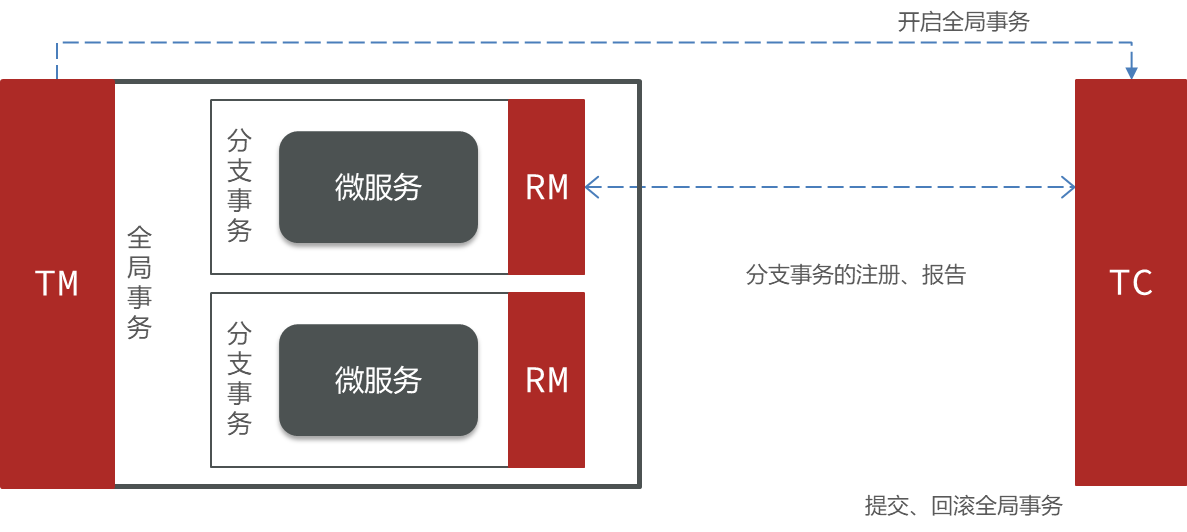 开启全局事务
TM
全局事务
分支事务
微服务
RM
分支事务的注册、报告
TC
分支事务
微服务
RM
提交、回滚全局事务